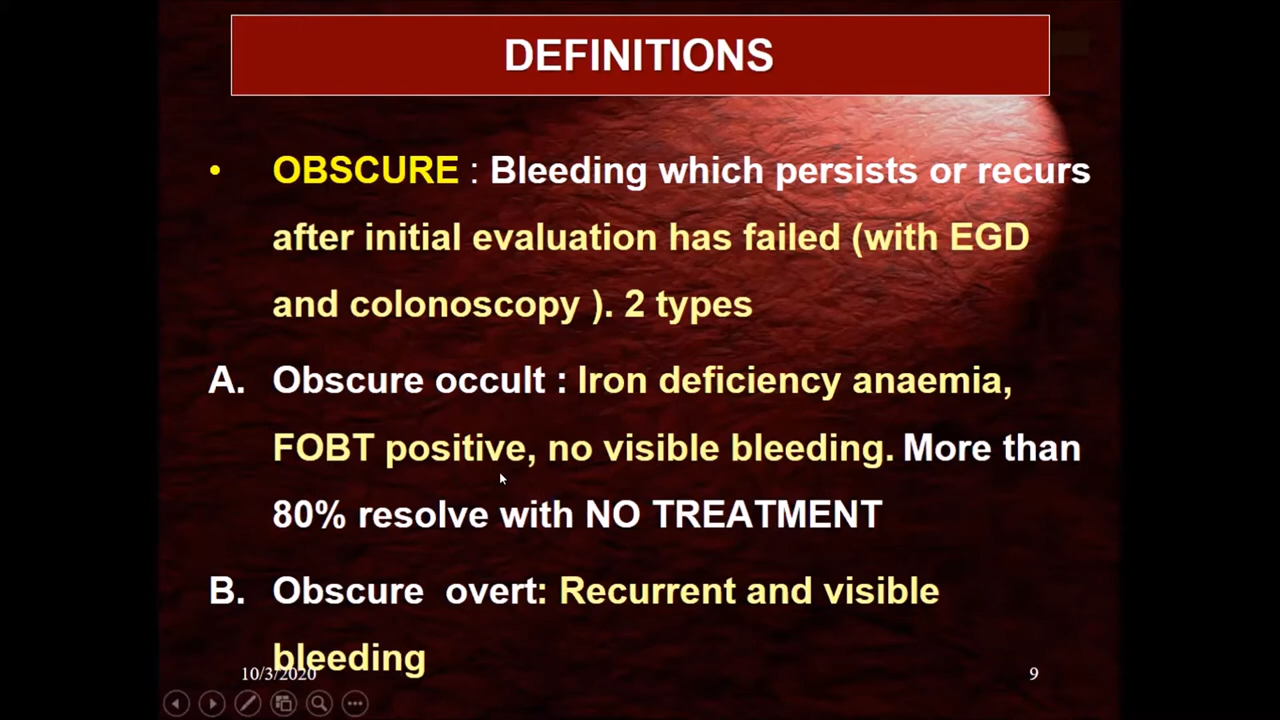 DEFINITIONS
• OBSCURE : Bleeding which persists or recurs
after initial evaluation has failed (with EGD
and colonoscopy ). 2 types
A. Obscure occult : Iron deficiency anaemia,
FOBT positive, no visible bleeding. More than
80% resolve with NO TREATMENT
B. Obscure overt: Recurrent and visible
bleeding
10/3/2020
9